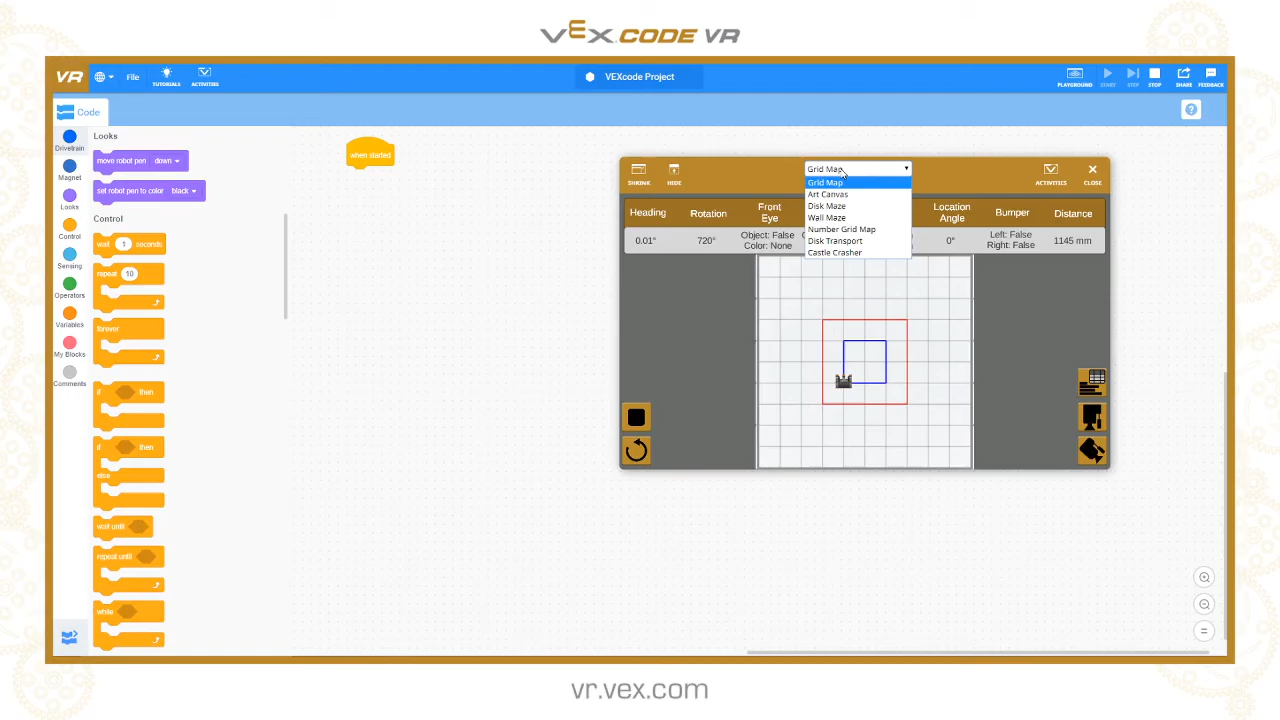 VEX CODE VR
VR
File
TUTORIALS
ACTIVITIES
VEXcode Project
PLAYGROUND
START
STEP
STOP
SHARE
FEEDBACK
Code
?
Drivetrain
Magnet
Looks
Control
Sensing
Operators
Variables
My Blocks
Comments
Looks
move robot pen down
set robot pen to color black
Control
wait 1 seconds
repeat 10
forever
if then
if then
else
wait until
repeat until
while
when started
SHRINK
HIDE
Grid Map
ACTIVITIES
CLOSE
Grid Map
Art Canvas
Disk Maze
Wall Maze
Number Grid Map
Disk Transport
Castle Crasher
Heading
Rotation
Front Eye
Location Angle
Bumper
Distance
0.01°
720°
Object: False
Color: None
0°
Left: False
Right: False
1145 mm
vr.vex.com